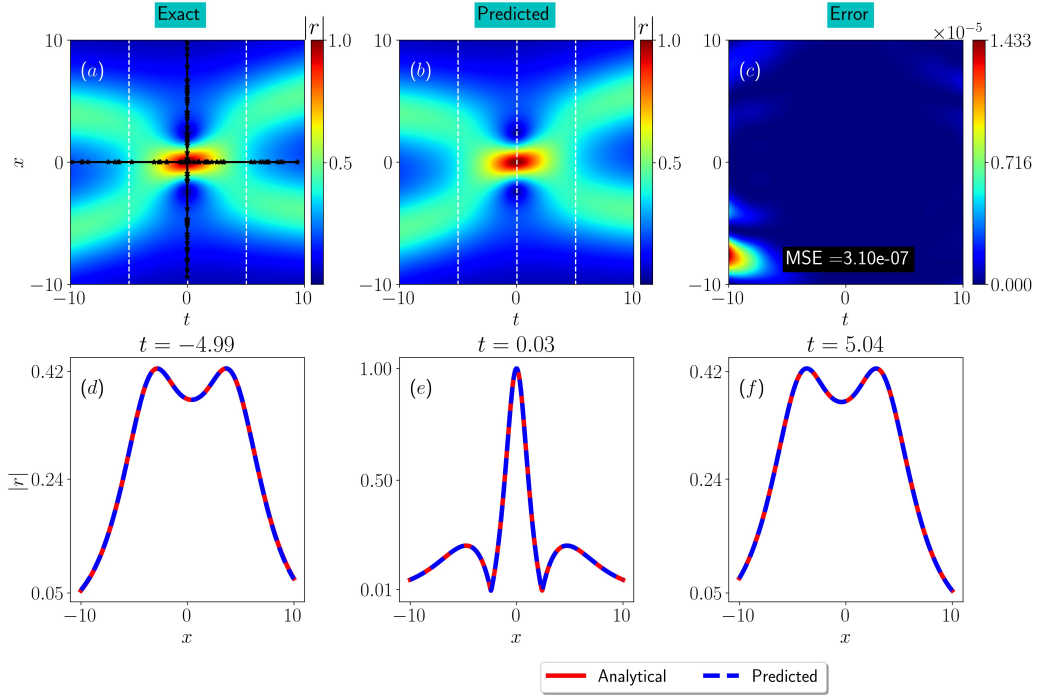 Exact
Predicted
Error
|r|
|r|
×10⁻⁵
10
0
−10
x
(a)
−10 0 10
t
1.0
0.5
10
0
−10
(b)
−10 0 10
t
1.0
0.5
10
0
−10
(c)
MSE =3.10e-07
−10 0 10
t
1.433
0.716
0.000
t = −4.99
t = 0.03
t = 5.04
0.42
0.24
0.05
|r|
(d)
−10 0 10
x
1.00
0.50
0.01
(e)
−10 0 10
x
0.42
0.24
0.05
(f)
−10 0 10
x
Analytical
Predicted